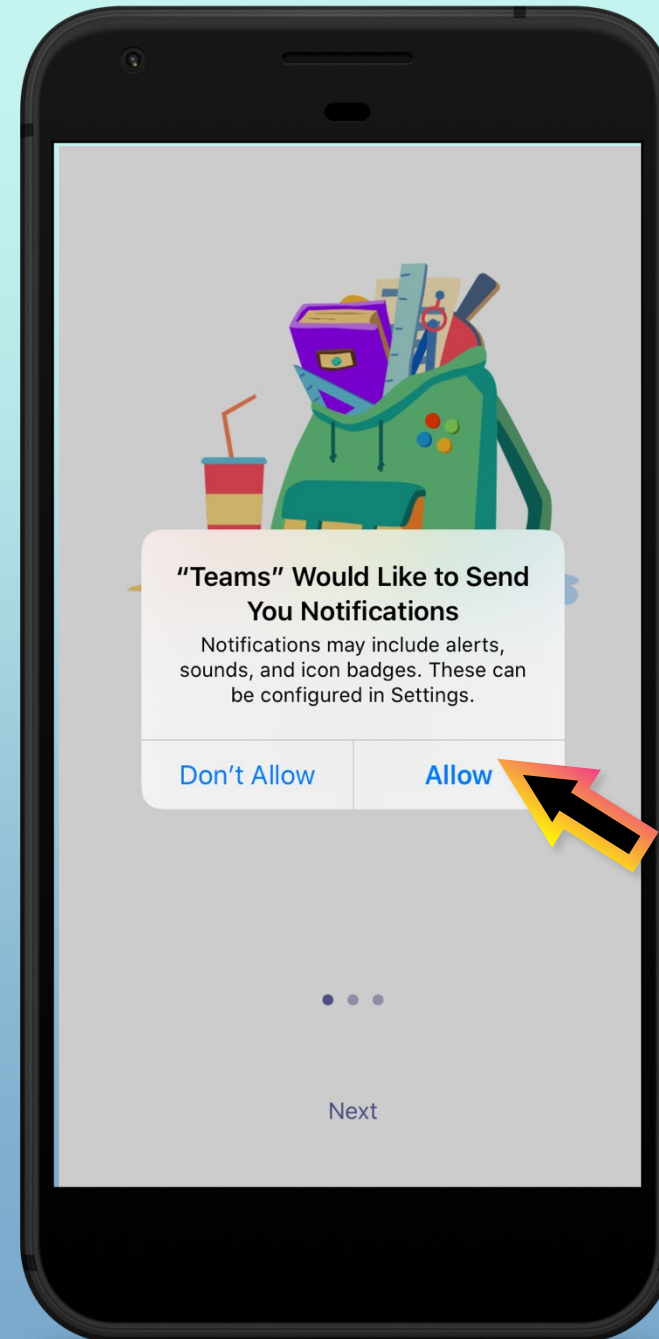 “Teams” Would Like to Send
You Notifications
Notifications may include alerts,
sounds, and icon badges. These can
be configured in Settings.
Don’t Allow
Allow
Next